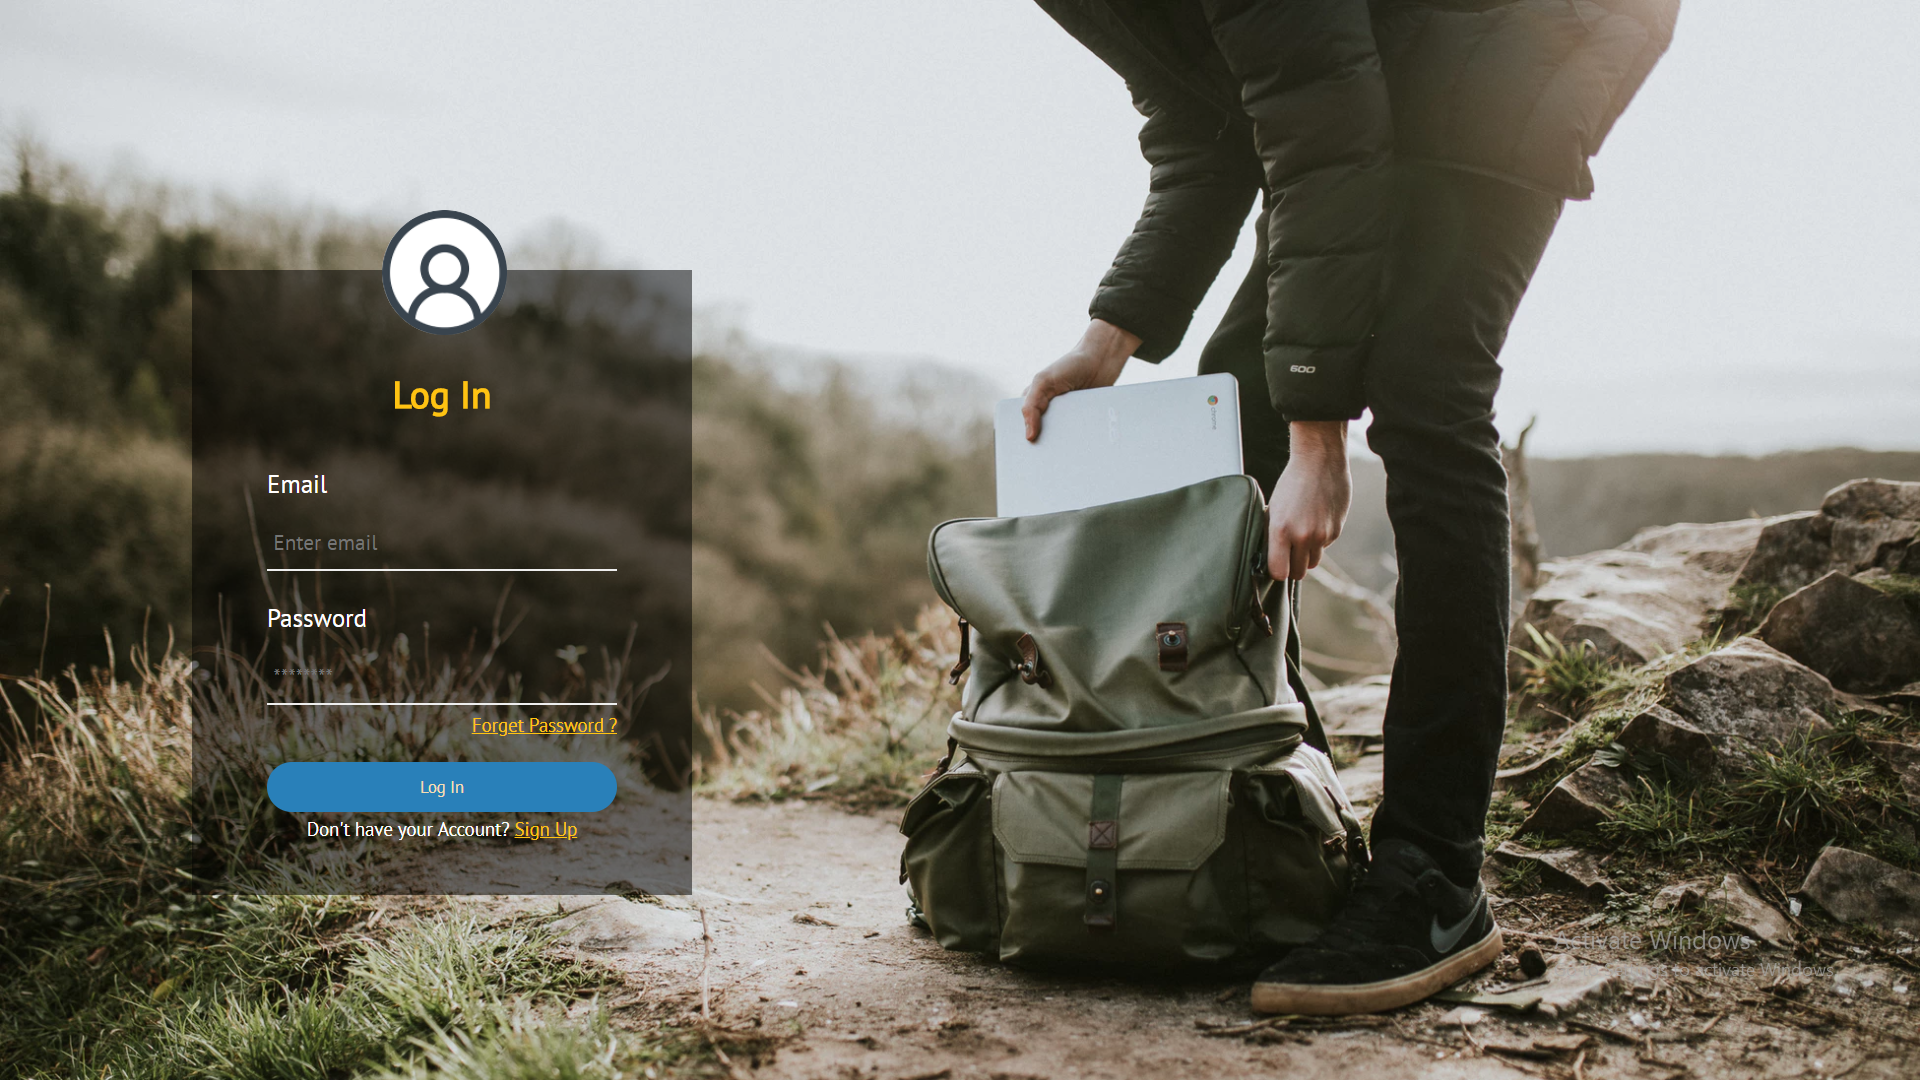 Log In
Email
Enter email
Password
********
Forget Password ?
Log In
Don't have your Account? Sign Up
600
chrome
Activate Windows
to activate Windows.